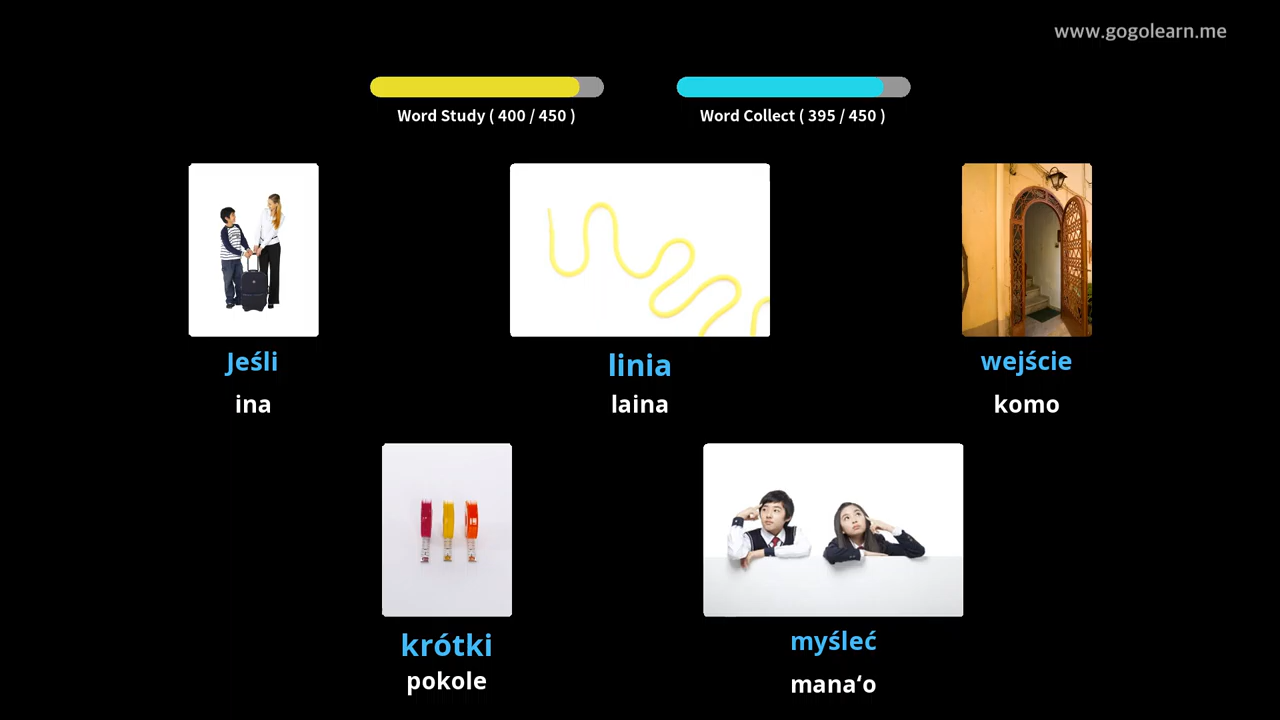 www.gogolearn.me
Word Study ( 400 / 450 )
Word Collect ( 395 / 450 )
Jeśli
ina
linia
laina
wejście
komo
krótki
pokole
myśleć
manaʻo